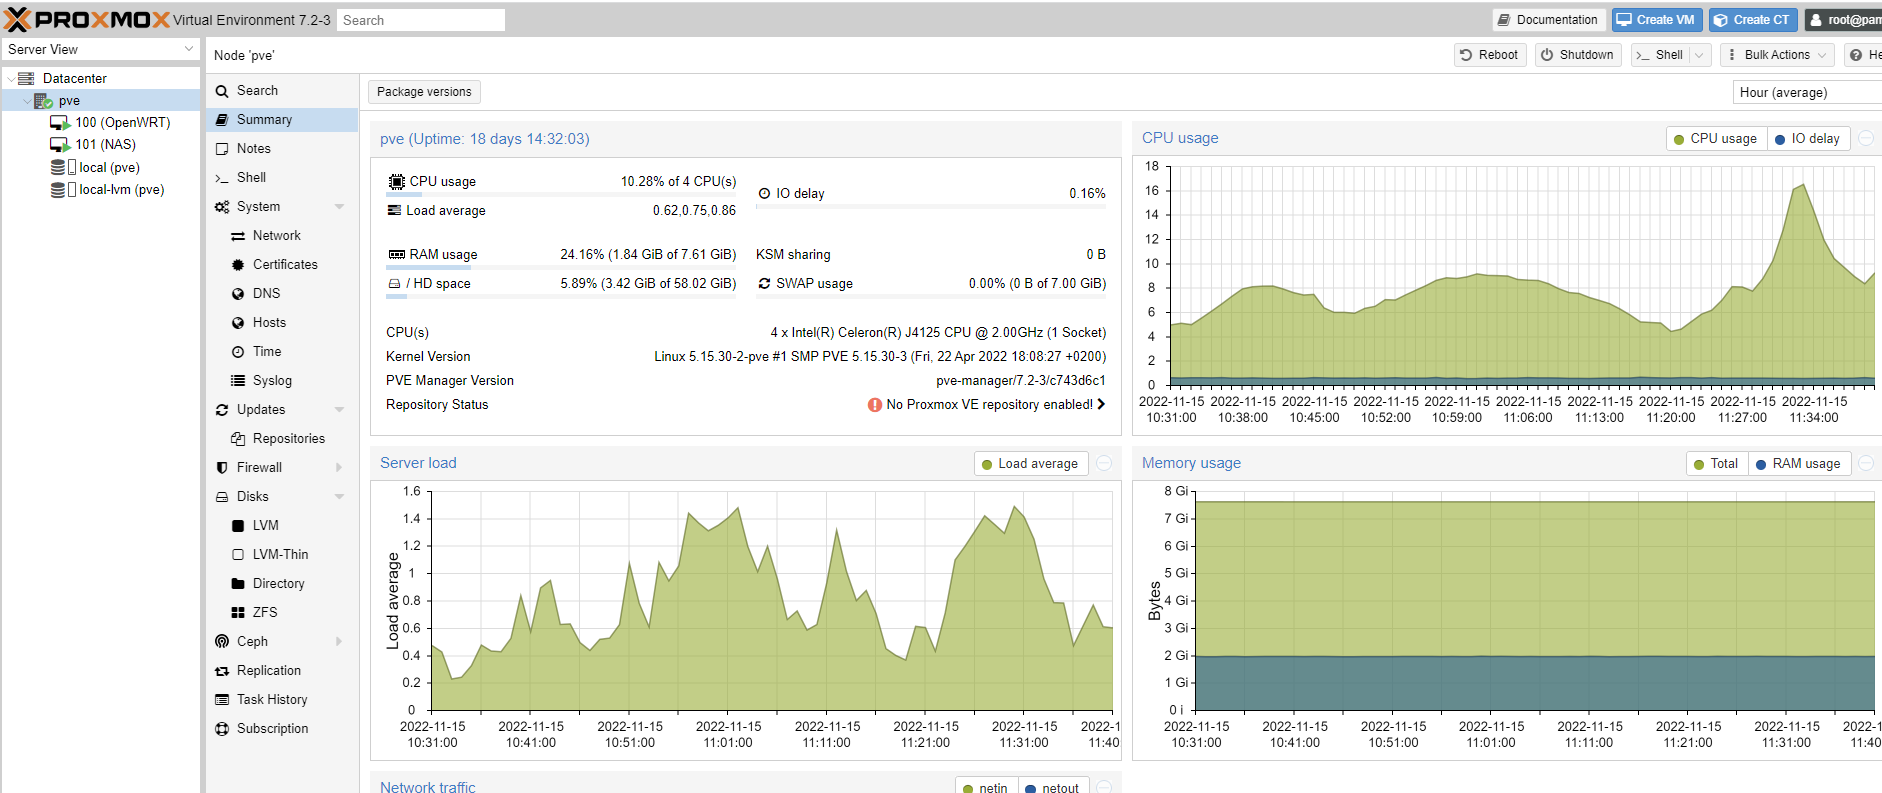 PROXMOX Virtual Environment 7.2-3 Search Documentation Create VM Create CT root@pam
Server View
Datacenter
pve
100 (OpenWRT)
101 (NAS)
local (pve)
local-lvm (pve)
Node 'pve' Reboot Shutdown Shell Bulk Actions He
Search
Summary
Notes
Shell
System
Network
Certificates
DNS
Hosts
Time
Syslog
Updates
Repositories
Firewall
Disks
LVM
LVM-Thin
Directory
ZFS
Ceph
Replication
Task History
Subscription
Package versions Hour (average)
pve (Uptime: 18 days 14:32:03)
CPU usage 10.28% of 4 CPU(s)
IO delay 0.16%
Load average 0.62,0.75,0.86
RAM usage 24.16% (1.84 GiB of 7.61 GiB)
KSM sharing 0 B
/ HD space 5.89% (3.42 GiB of 58.02 GiB)
SWAP usage 0.00% (0 B of 7.00 GiB)
CPU(s) 4 x Intel(R) Celeron(R) J4125 CPU @ 2.00GHz (1 Socket)
Kernel Version Linux 5.15.30-2-pve #1 SMP PVE 5.15.30-3 (Fri, 22 Apr 2022 18:08:27 +0200)
PVE Manager Version pve-manager/7.2-3/c743d6c1
Repository Status No Proxmox VE repository enabled!
CPU usage CPU usage IO delay
18
16
14
12
10
8
6
4
2
0
2022-11-15 2022-11-15 2022-11-15 2022-11-15 2022-11-15 2022-11-15 2022-11-15 2022-11-15 2022-11-15 2022-11-15
10:31:00 10:38:00 10:45:00 10:52:00 10:59:00 11:06:00 11:13:00 11:20:00 11:27:00 11:34:00
Server load Load average
Load average
1.6
1.4
1.2
1
0.8
0.6
0.4
0.2
0
2022-11-15 2022-11-15 2022-11-15 2022-11-15 2022-11-15 2022-11-15 2022-11-15 2022-1
10:31:00 10:41:00 10:51:00 11:01:00 11:11:00 11:21:00 11:31:00 11:40:
Memory usage Total RAM usage
Bytes
8 Gi
7 Gi
6 Gi
5 Gi
4 Gi
3 Gi
2 Gi
1 Gi
0 i
2022-11-15 2022-11-15 2022-11-15 2022-11-15 2022-11-15 2022-11-15 2022-11-15 2022-1
10:31:00 10:41:00 10:51:00 11:01:00 11:11:00 11:21:00 11:31:00 11:40
Network traffic netin netout